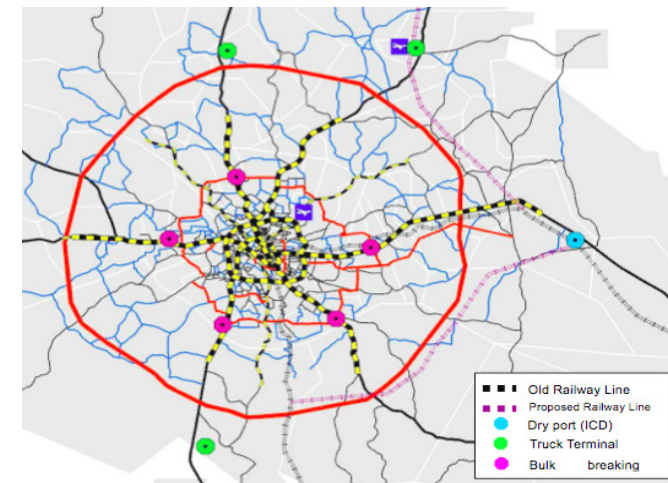 Old Railway Line
Proposed Railway Line
Dry port (ICD)
Truck Terminal
Bulk breaking